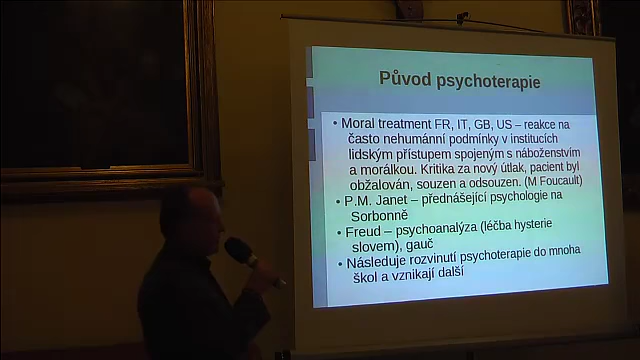 Původ psychoterapie
• Moral treatment FR, IT, GB, US – reakce na
často nehumánní podmínky v institucích
lidským přístupem spojeným s náboženstvím
a morálkou. Kritika za nový útlak, pacient byl
obžalován, souzen a odsouzen. (M Foucault)
• P.M. Janet – přednášející psychologie na
Sorbonně
• Freud – psychoanalýza (léčba hysterie
slovem), gauč
• Následuje rozvinutí psychoterapie do mnoha
škol a vznikají další